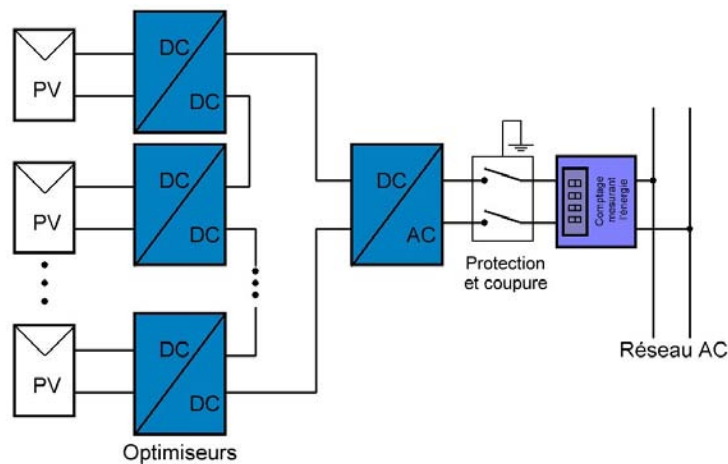 PV
DC
DC
PV
DC
DC
PV
DC
DC
Optimiseurs
DC
AC
Protection
et coupure
Comptage
mesurant
l'énergie
Réseau AC